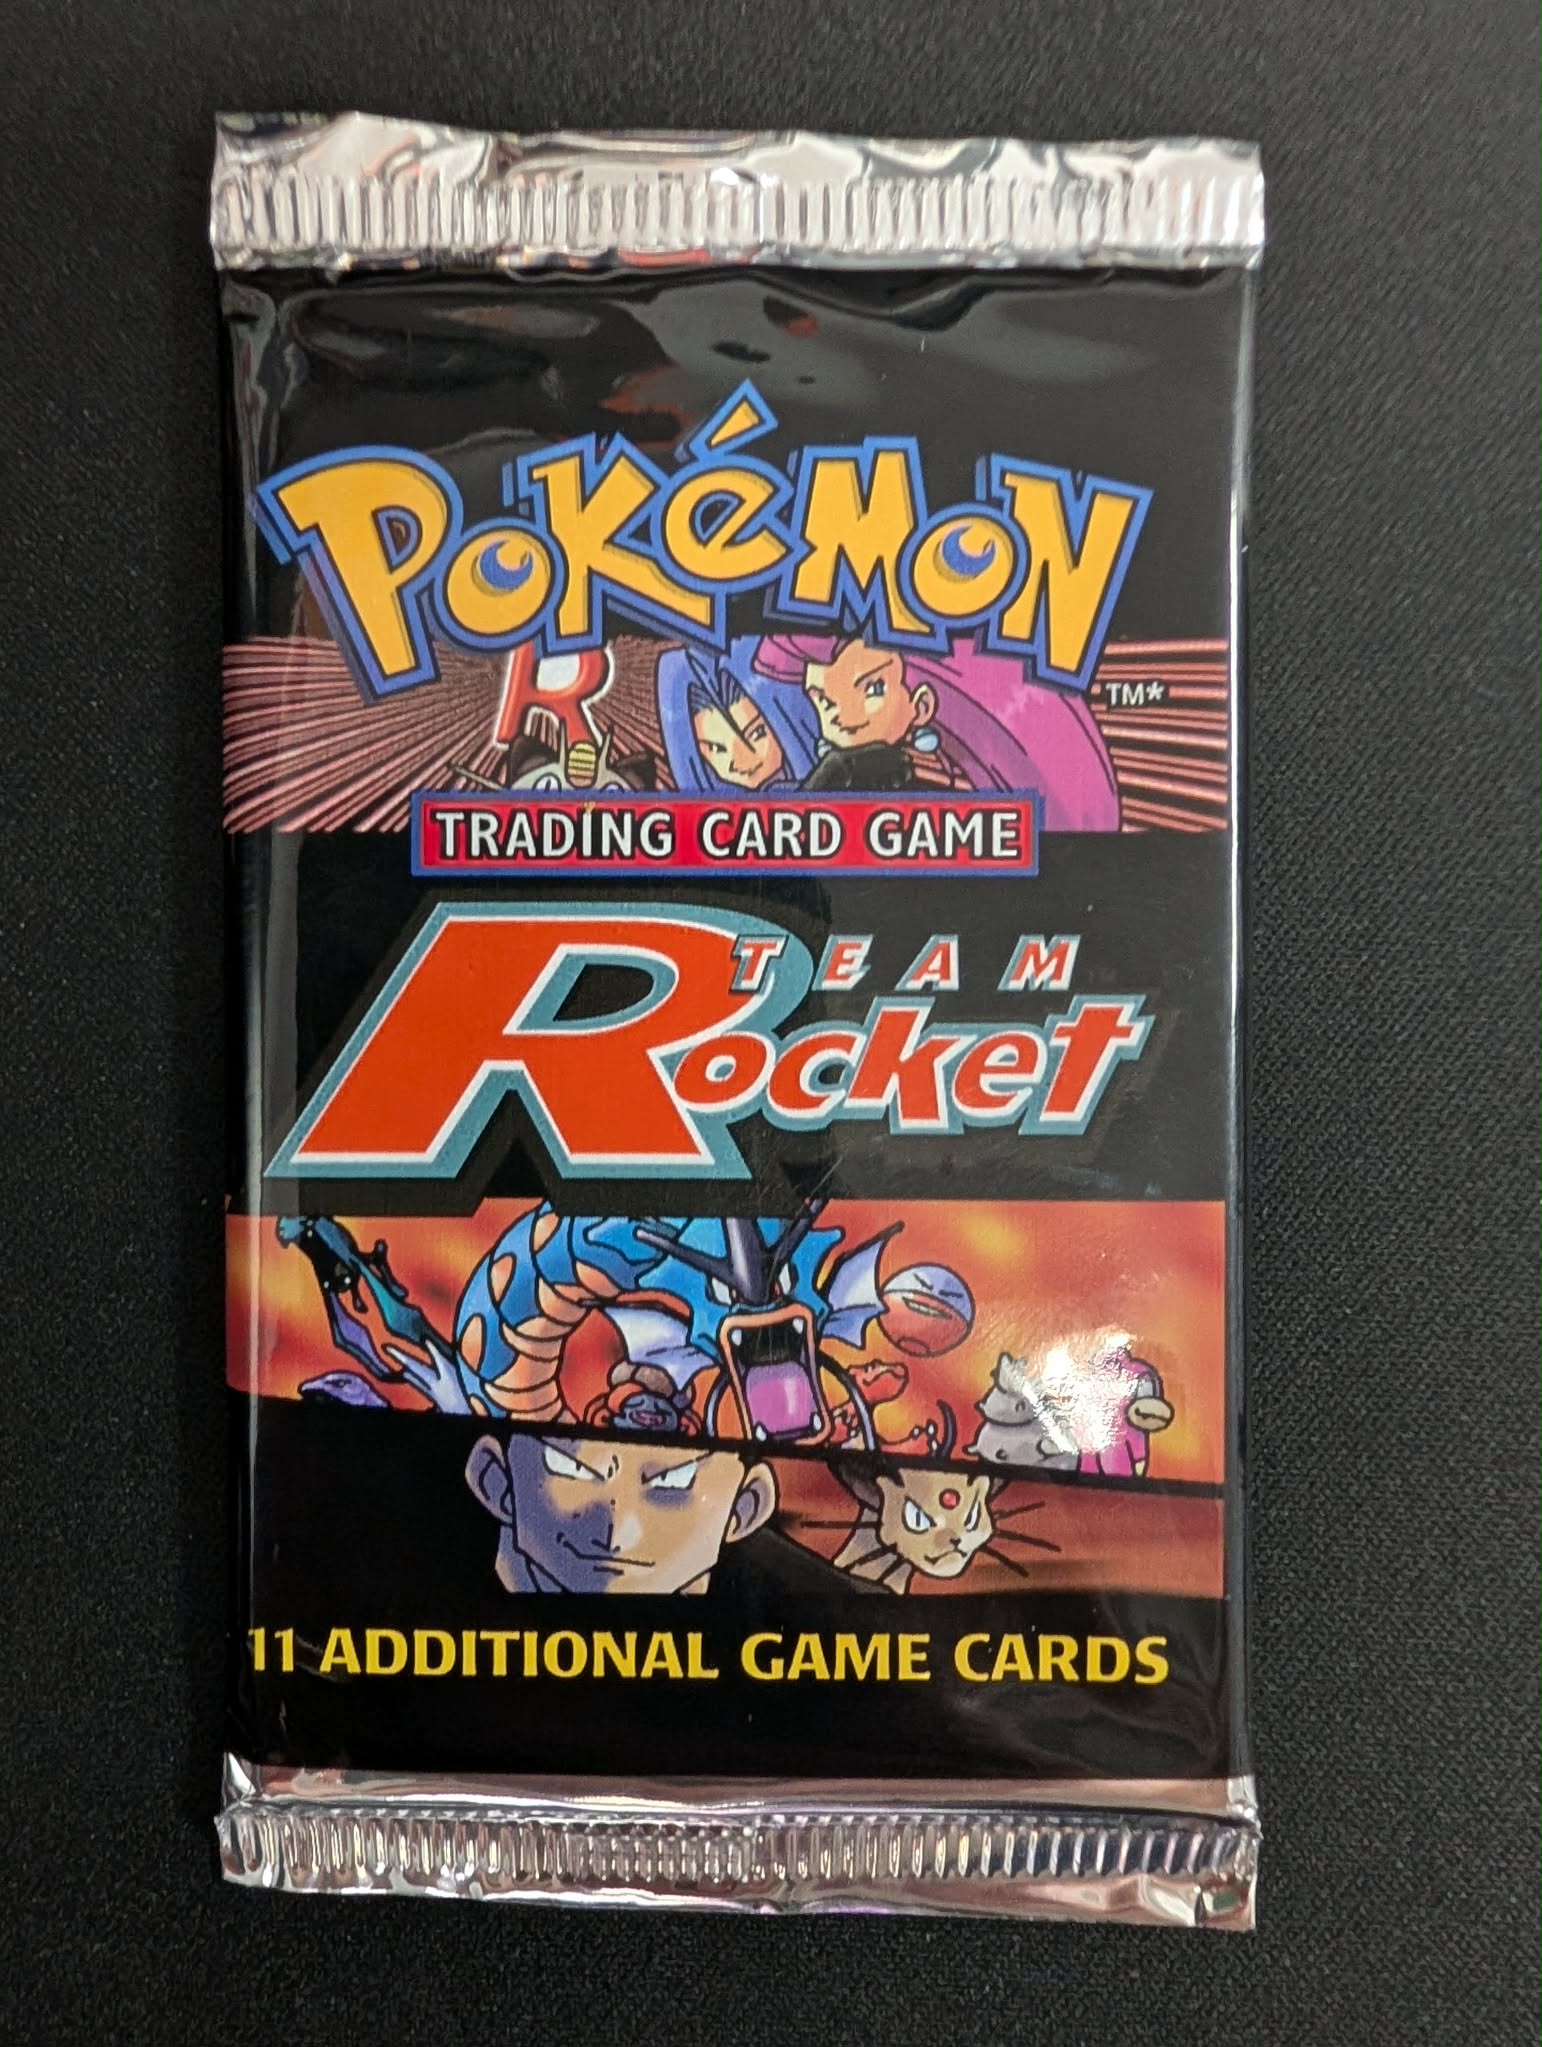 POKéMON
TM*
R
TRADING CARD GAME
TEAM
Rocket
11 ADDITIONAL GAME CARDS